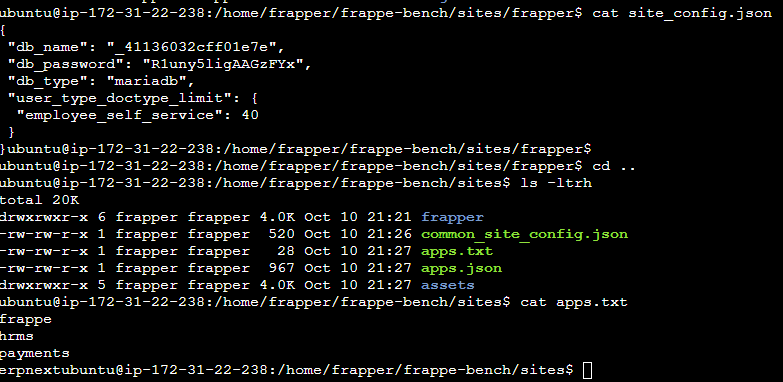 ubuntu@ip-172-31-22-238:/home/frapper/frappe-bench/sites/frapper$ cat site_config.json
{
 "db_name": "_41136032cff01e7e",
 "db_password": "R1uny5ligAAGzFYx",
 "db_type": "mariadb",
 "user_type_doctype_limit": {
  "employee_self_service": 40
 }
}ubuntu@ip-172-31-22-238:/home/frapper/frappe-bench/sites/frapper$
ubuntu@ip-172-31-22-238:/home/frapper/frappe-bench/sites/frapper$ cd ..
ubuntu@ip-172-31-22-238:/home/frapper/frappe-bench/sites$ ls -ltrh
total 20K
drwxrwxr-x 6 frapper frapper 4.0K Oct 10 21:21 frapper
-rw-rw-r-- 1 frapper frapper  520 Oct 10 21:26 common_site_config.json
-rw-rw-r-- 1 frapper frapper   28 Oct 10 21:27 apps.txt
-rw-rw-r-- 1 frapper frapper  967 Oct 10 21:27 apps.json
drwxrwxr-x 5 frapper frapper 4.0K Oct 10 21:27 assets
ubuntu@ip-172-31-22-238:/home/frapper/frappe-bench/sites$ cat apps.txt
frappe
hrms
payments
erpnextubuntu@ip-172-31-22-238:/home/frapper/frappe-bench/sites$